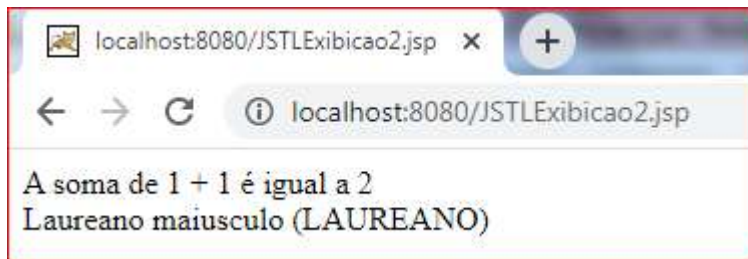 localhost:8080/JSTLExibicao2.jsp
localhost:8080/JSTLExibicao2.jsp
A soma de 1 + 1 é igual a 2
Laureano maiusculo (LAUREANO)